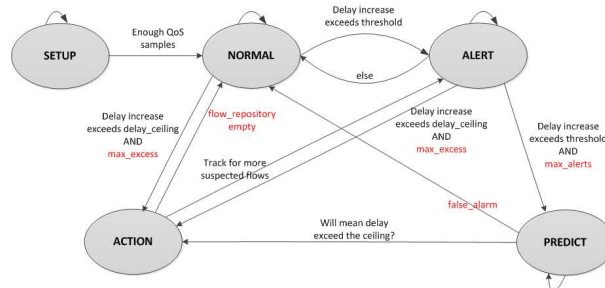 Enough QoS
samples
Delay increase
exceeds threshold
SETUP
NORMAL
ALERT
else
Delay increase
exceeds delay_ceiling
AND
max_excess
flow_repository
empty
Delay increase
exceeds delay_ceiling
AND
max_excess
Delay increase
exceeds threshold
AND
max_alerts
Track for more
suspected flows
false_alarm
Will mean delay
exceed the ceiling?
ACTION
PREDICT